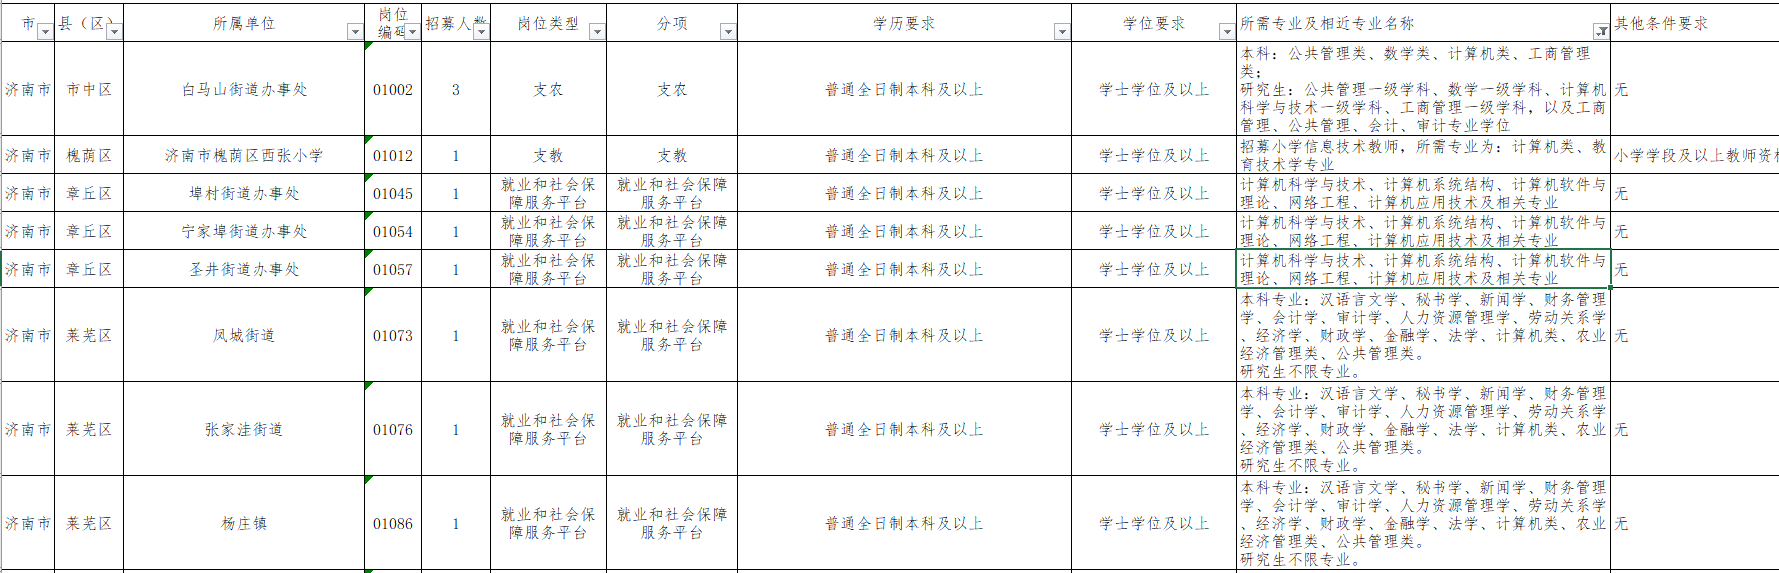 市 县（区） 所属单位 岗位编码 招募人数 岗位类型 分项 学历要求 学位要求 所需专业及相近专业名称 其他条件要求
济南市 市中区 白马山街道办事处 01002 3 支农 支农 普通全日制本科及以上 学士学位及以上
本科：公共管理类、数学类、计算机类、工商管理
类；
研究生：公共管理一级学科、数学一级学科、计算机
科学与技术一级学科、工商管理一级学科，以及工商
管理、公共管理、会计、审计专业学位
无
济南市 槐荫区 济南市槐荫区西张小学 01012 1 支教 支教 普通全日制本科及以上 学士学位及以上
招募小学信息技术教师，所需专业为：计算机类、教
育技术学专业
小学学段及以上教师资格
济南市 章丘区 埠村街道办事处 01045 1
就业和社会保
障服务平台
就业和社会保障
服务平台
普通全日制本科及以上 学士学位及以上
计算机科学与技术、计算机系统结构、计算机软件与
理论、网络工程、计算机应用技术及相关专业
无
济南市 章丘区 宁家埠街道办事处 01054 1
就业和社会保
障服务平台
就业和社会保障
服务平台
普通全日制本科及以上 学士学位及以上
计算机科学与技术、计算机系统结构、计算机软件与
理论、网络工程、计算机应用技术及相关专业
无
济南市 章丘区 圣井街道办事处 01057 1
就业和社会保
障服务平台
就业和社会保障
服务平台
普通全日制本科及以上 学士学位及以上
计算机科学与技术、计算机系统结构、计算机软件与
理论、网络工程、计算机应用技术及相关专业
无
济南市 莱芜区 凤城街道 01073 1
就业和社会保
障服务平台
就业和社会保障
服务平台
普通全日制本科及以上 学士学位及以上
本科专业：汉语言文学、秘书学、新闻学、财务管理
学、会计学、审计学、人力资源管理学、劳动关系学
、经济学、财政学、金融学、法学、计算机类、农业
经济管理类、公共管理类。
研究生不限专业。
无
济南市 莱芜区 张家洼街道 01076 1
就业和社会保
障服务平台
就业和社会保障
服务平台
普通全日制本科及以上 学士学位及以上
本科专业：汉语言文学、秘书学、新闻学、财务管理
学、会计学、审计学、人力资源管理学、劳动关系学
、经济学、财政学、金融学、法学、计算机类、农业
经济管理类、公共管理类。
研究生不限专业。
无
济南市 莱芜区 杨庄镇 01086 1
就业和社会保
障服务平台
就业和社会保障
服务平台
普通全日制本科及以上 学士学位及以上
本科专业：汉语言文学、秘书学、新闻学、财务管理
学、会计学、审计学、人力资源管理学、劳动关系学
、经济学、财政学、金融学、法学、计算机类、农业
经济管理类、公共管理类。
研究生不限专业。
无